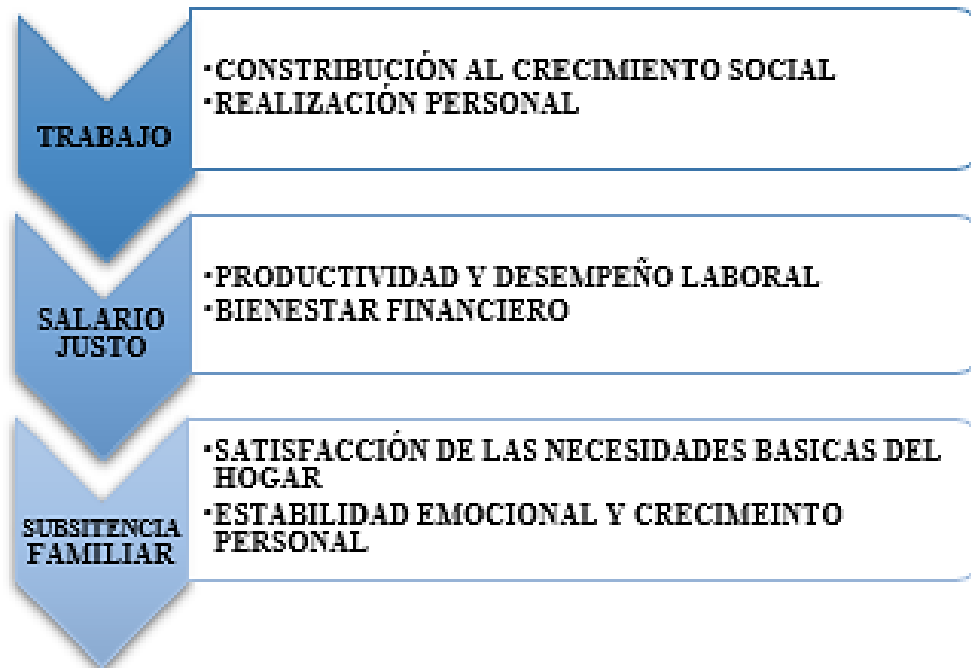 TRABAJO
•CONSTRIBUCIÓN AL CRECIMIENTO SOCIAL
•REALIZACIÓN PERSONAL
SALARIO
JUSTO
•PRODUCTIVIDAD Y DESEMPEÑO LABORAL
•BIENESTAR FINANCIERO
SUBSITENCIA
FAMILIAR
•SATISFACCIÓN DE LAS NECESIDADES BASICAS DEL
HOGAR
•ESTABILIDAD EMOCIONAL Y CRECIMEINTO
PERSONAL